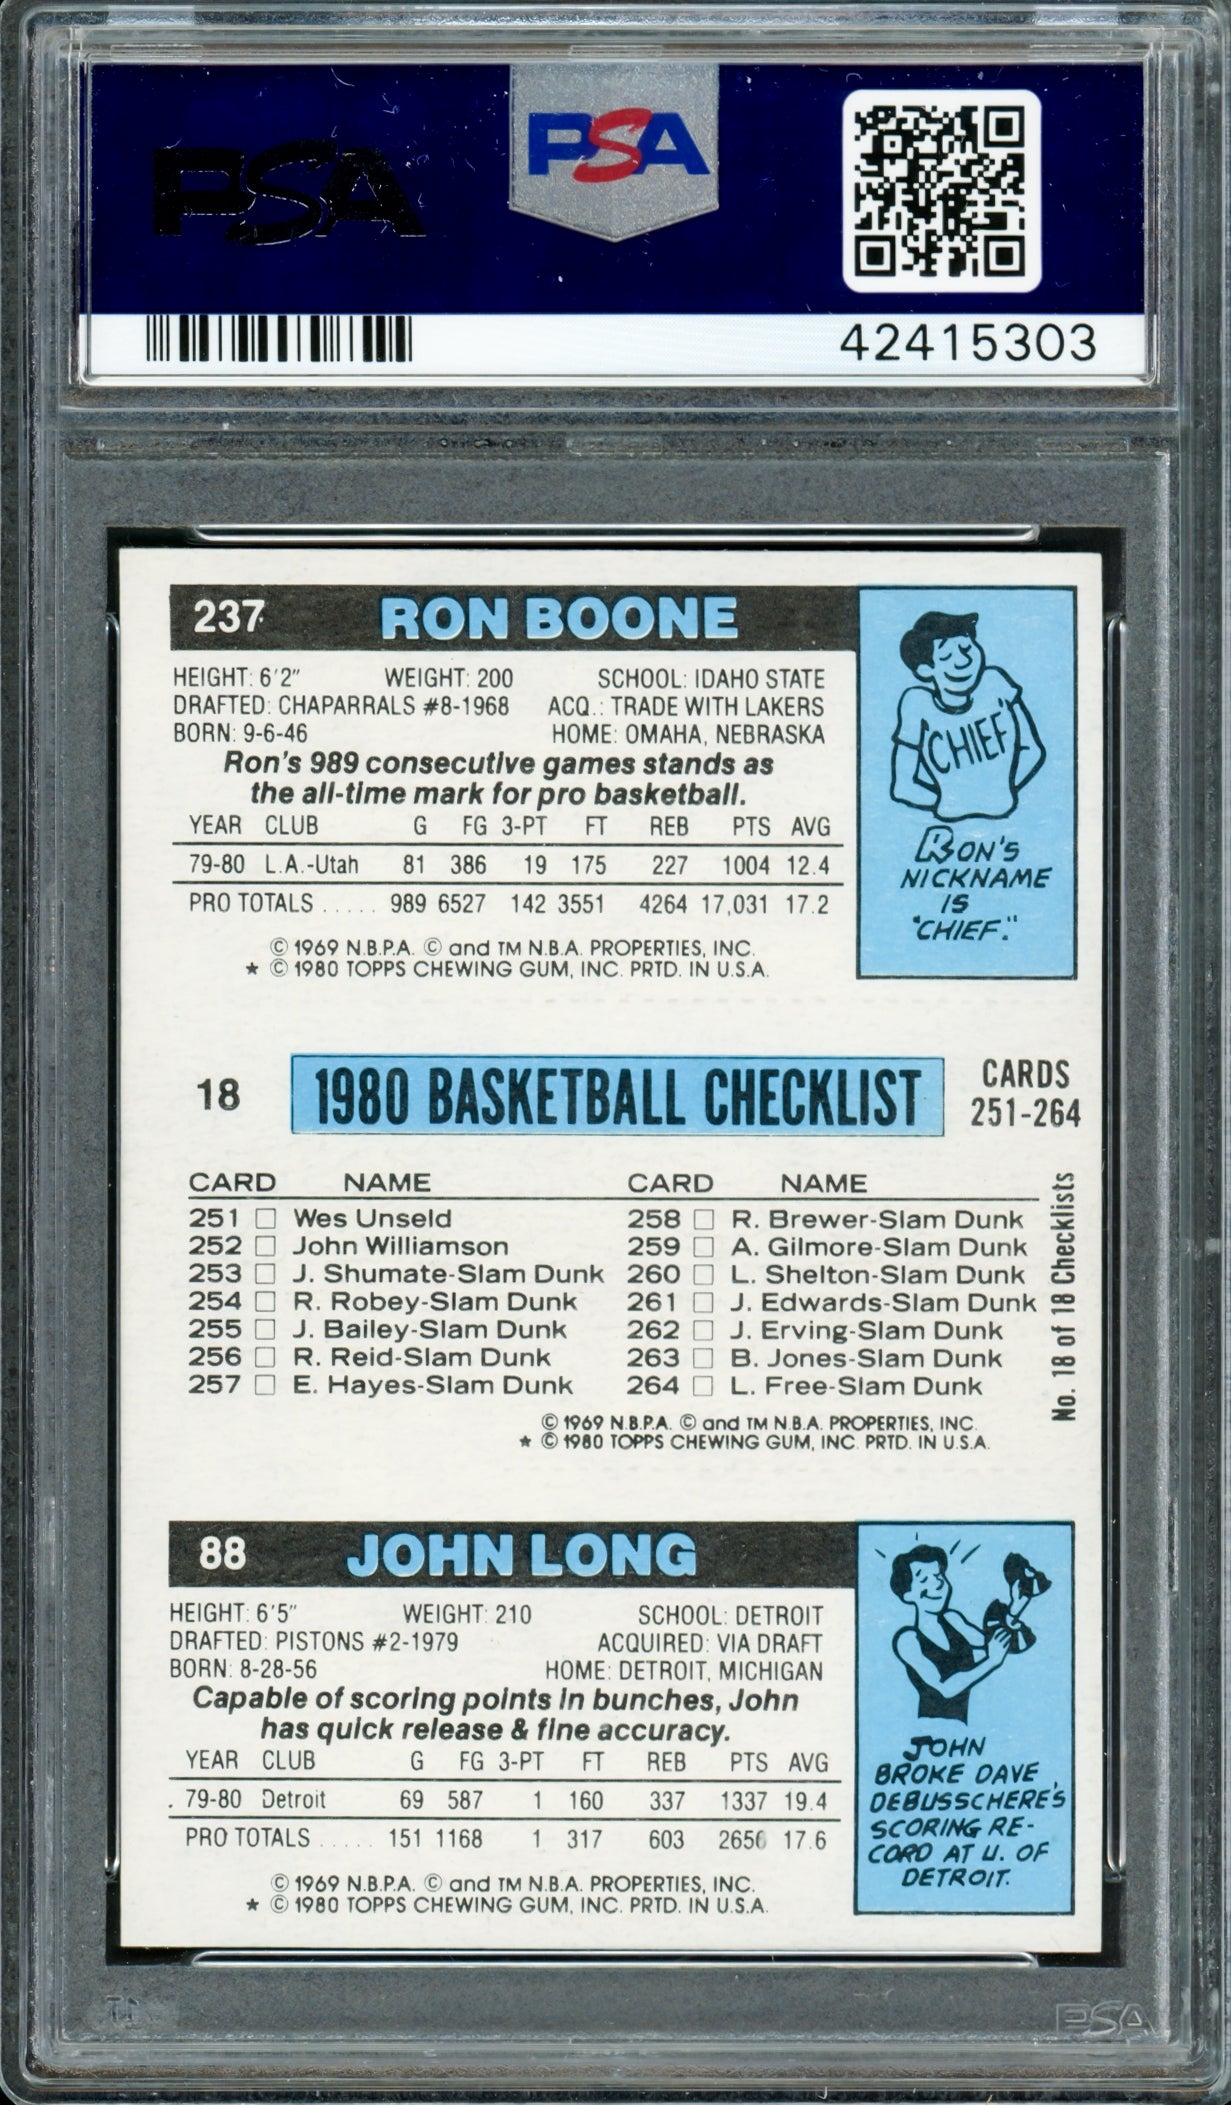 PSA
PSA
42415303
237 RON BOONE
HEIGHT: 6'2" WEIGHT: 200 SCHOOL: IDAHO STATE
DRAFTED: CHAPARRALS #8-1968 ACQ.: TRADE WITH LAKERS
BORN: 9-6-46 HOME: OMAHA, NEBRASKA
Ron's 989 consecutive games stands as
the all-time mark for pro basketball.
YEAR CLUB G FG 3-PT FT REB PTS AVG
79-80 L.A.-Utah 81 386 19 175 227 1004 12.4
PRO TOTALS ..... 989 6527 142 3551 4264 17,031 17.2
© 1969 N.B.P.A. © and TM N.B.A. PROPERTIES, INC.
★ © 1980 TOPPS CHEWING GUM, INC. PRTD. IN U.S.A.
CHIEF
RON'S
NICKNAME
IS
"CHIEF."
18 1980 BASKETBALL CHECKLIST CARDS
251-264
CARD NAME CARD NAME
251 □ Wes Unseld 258 □ R. Brewer-Slam Dunk
252 □ John Williamson 259 □ A. Gilmore-Slam Dunk
253 □ J. Shumate-Slam Dunk 260 □ L. Shelton-Slam Dunk
254 □ R. Robey-Slam Dunk 261 □ J. Edwards-Slam Dunk
255 □ J. Bailey-Slam Dunk 262 □ J. Erving-Slam Dunk
256 □ R. Reid-Slam Dunk 263 □ B. Jones-Slam Dunk
257 □ E. Hayes-Slam Dunk 264 □ L. Free-Slam Dunk
No. 18 of 18 Checklists
© 1969 N.B.P.A. © and TM N.B.A. PROPERTIES, INC.
★ © 1980 TOPPS CHEWING GUM, INC. PRTD. IN U.S.A.
88 JOHN LONG
HEIGHT: 6'5" WEIGHT: 210 SCHOOL: DETROIT
DRAFTED: PISTONS #2-1979 ACQUIRED: VIA DRAFT
BORN: 8-28-56 HOME: DETROIT, MICHIGAN
Capable of scoring points in bunches, John
has quick release & fine accuracy.
YEAR CLUB G FG 3-PT FT REB PTS AVG
79-80 Detroit 69 587 1 160 337 1337 19.4
PRO TOTALS ..... 151 1168 1 317 603 2656 17.6
© 1969 N.B.P.A. © and TM N.B.A. PROPERTIES, INC.
★ © 1980 TOPPS CHEWING GUM, INC. PRTD. IN U.S.A.
JOHN
BROKE DAVE
DEBUSSCHERE'S
SCORING RE-
CORD AT U. OF
DETROIT.
PSA